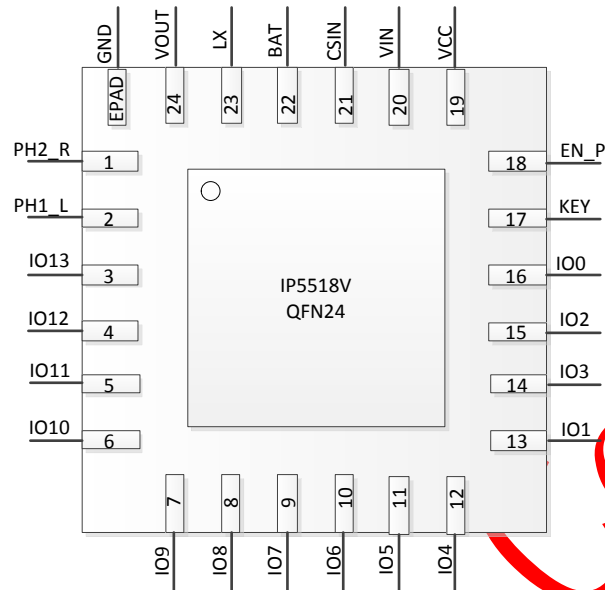 GND
VOUT
LX
BAT
CSIN
VIN
VCC
EPAD
24
23
22
21
20
19
PH2_R
1
18
EN_P
PH1_L
2
17
KEY
IO13
3
16
IO0
IP5518V
QFN24
IO12
4
15
IO2
IO11
5
14
IO3
IO10
6
13
IO1
7
8
9
10
11
12
IO9
IO8
IO7
IO6
IO5
IO4